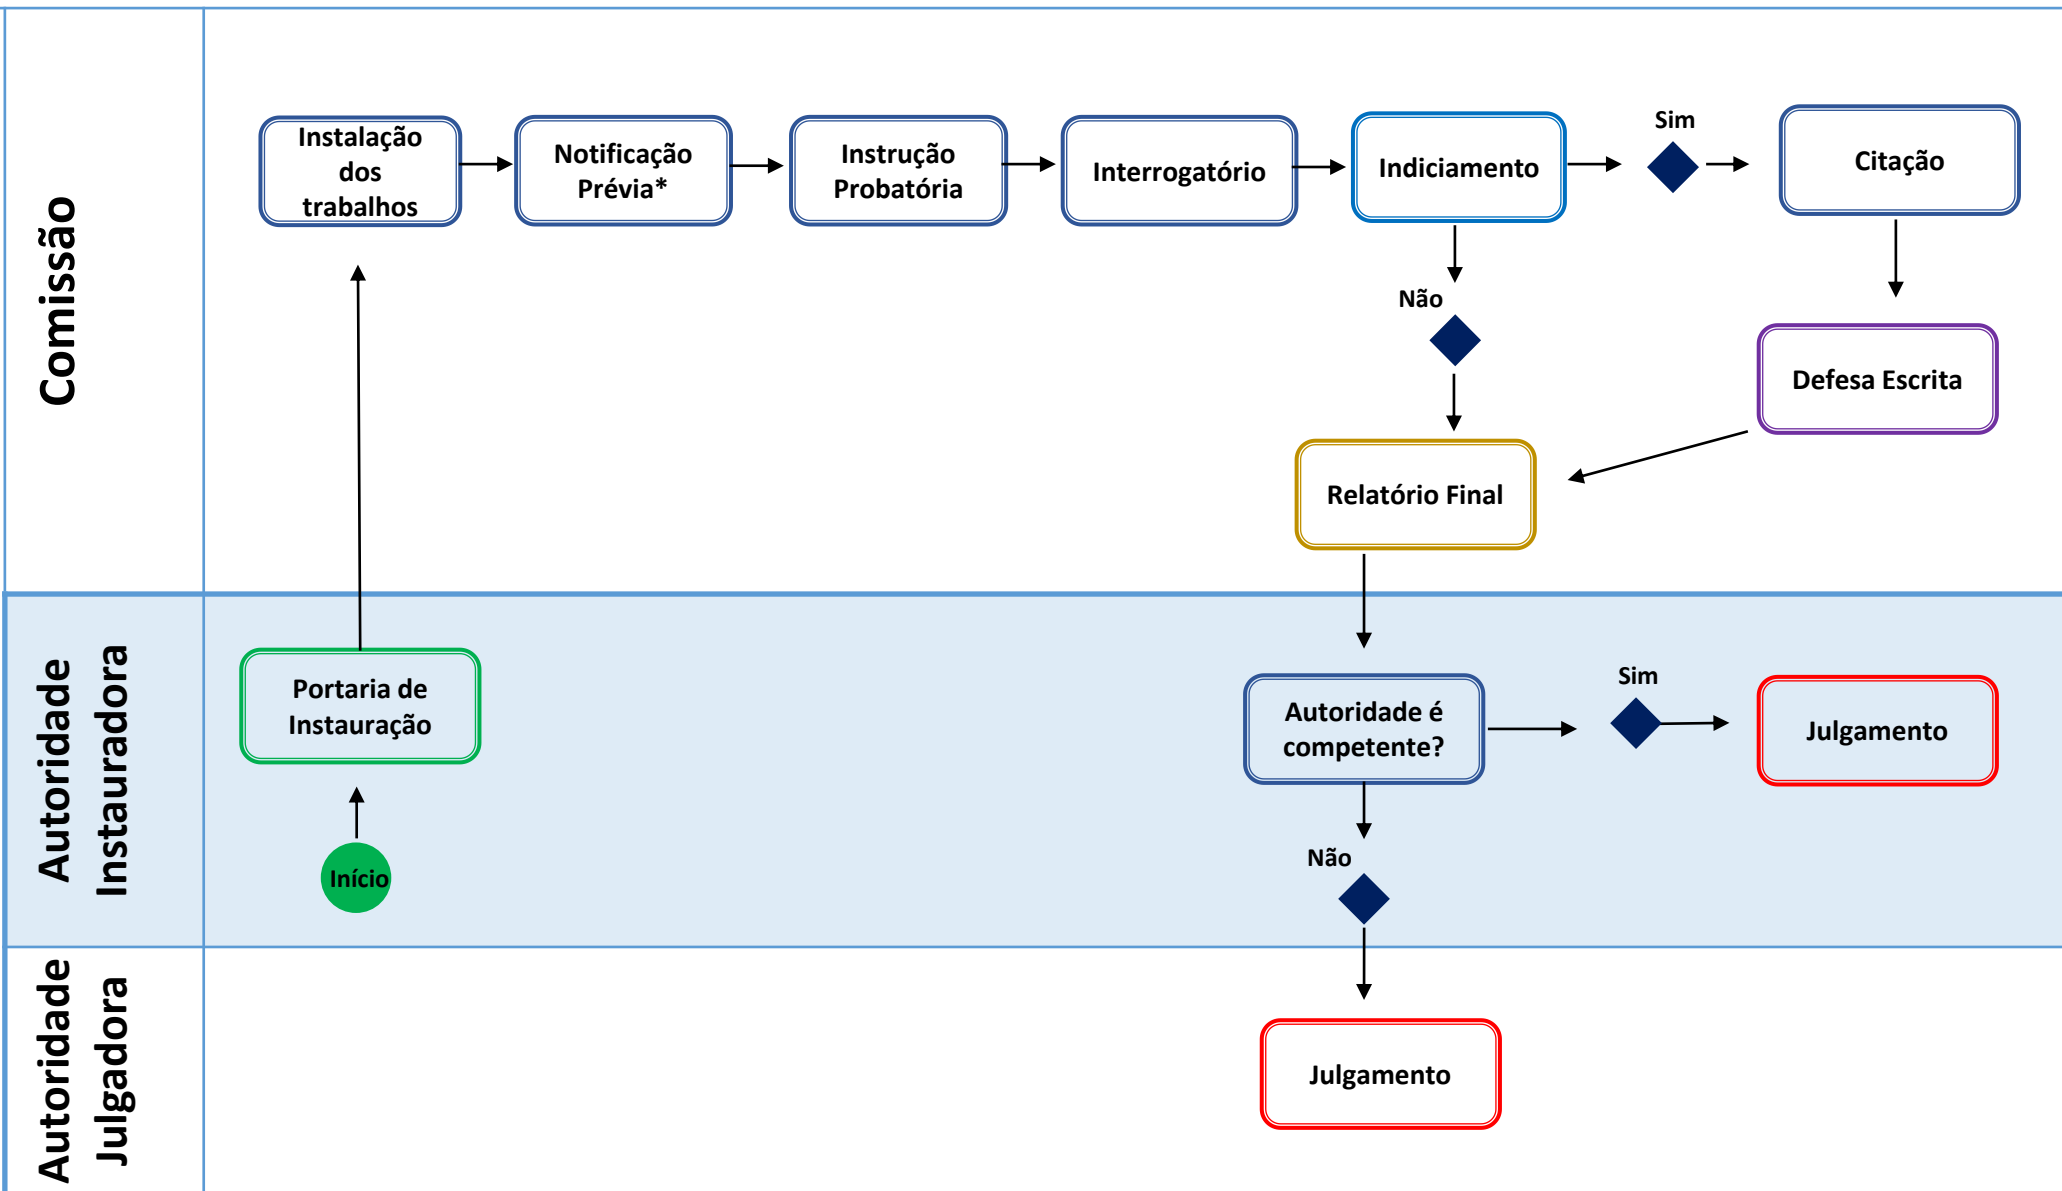 Comissão
Instalação
dos
trabalhos
Notificação
Prévia*
Instrução
Probatória
Interrogatório
Indiciamento
Sim
Citação
Não
Defesa Escrita
Relatório Final
Autoridade
Instauradora
Portaria de
Instauração
Início
Autoridade é
competente?
Sim
Julgamento
Não
Autoridade
Julgadora
Julgamento